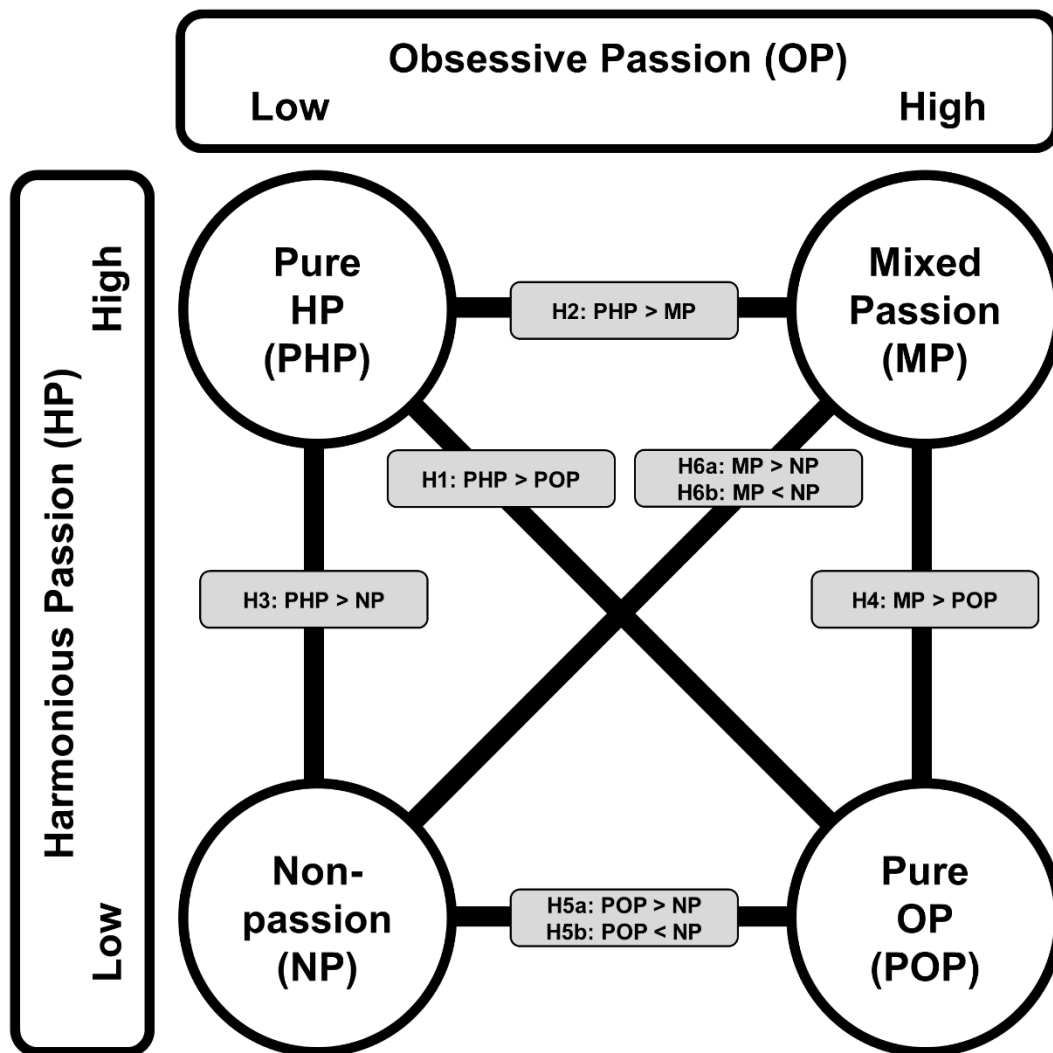 Obsessive Passion (OP)
Low
High
Harmonious Passion (HP)
High
Low
Pure
HP
(PHP)
H2: PHP > MP
Mixed
Passion
(MP)
H1: PHP > POP
H6a: MP > NP
H6b: MP < NP
H3: PHP > NP
H4: MP > POP
Non-
passion
(NP)
H5a: POP > NP
H5b: POP < NP
Pure
OP
(POP)